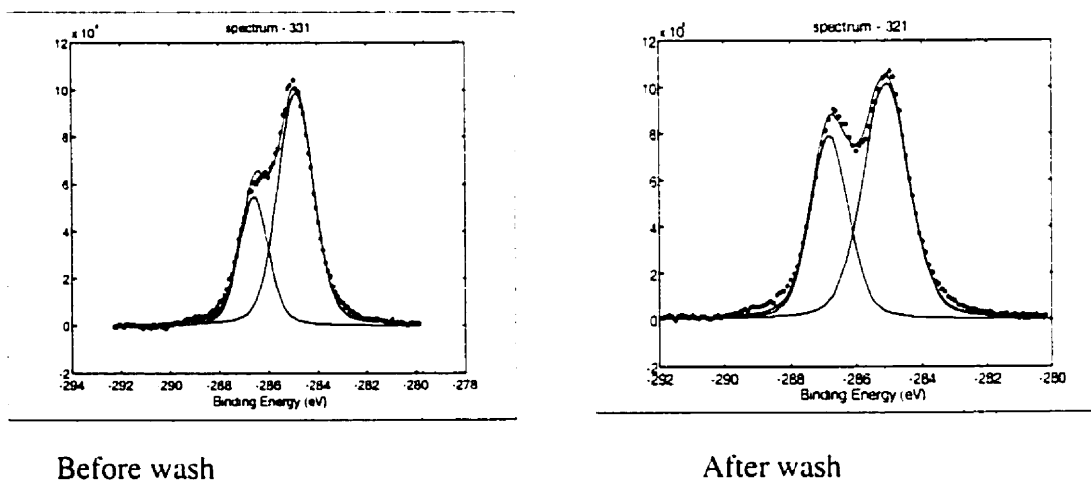 spectrum - 331
x 10⁴
12
10
8
6
4
2
0
-2
-294 -292 -290 -288 -286 -284 -282 -280 -278
Binding Energy (eV)
Before wash
spectrum - 321
x 10⁴
12
10
8
6
4
2
0
-2
-292 -290 -288 -286 -284 -282 -280
Binding Energy (eV)
After wash